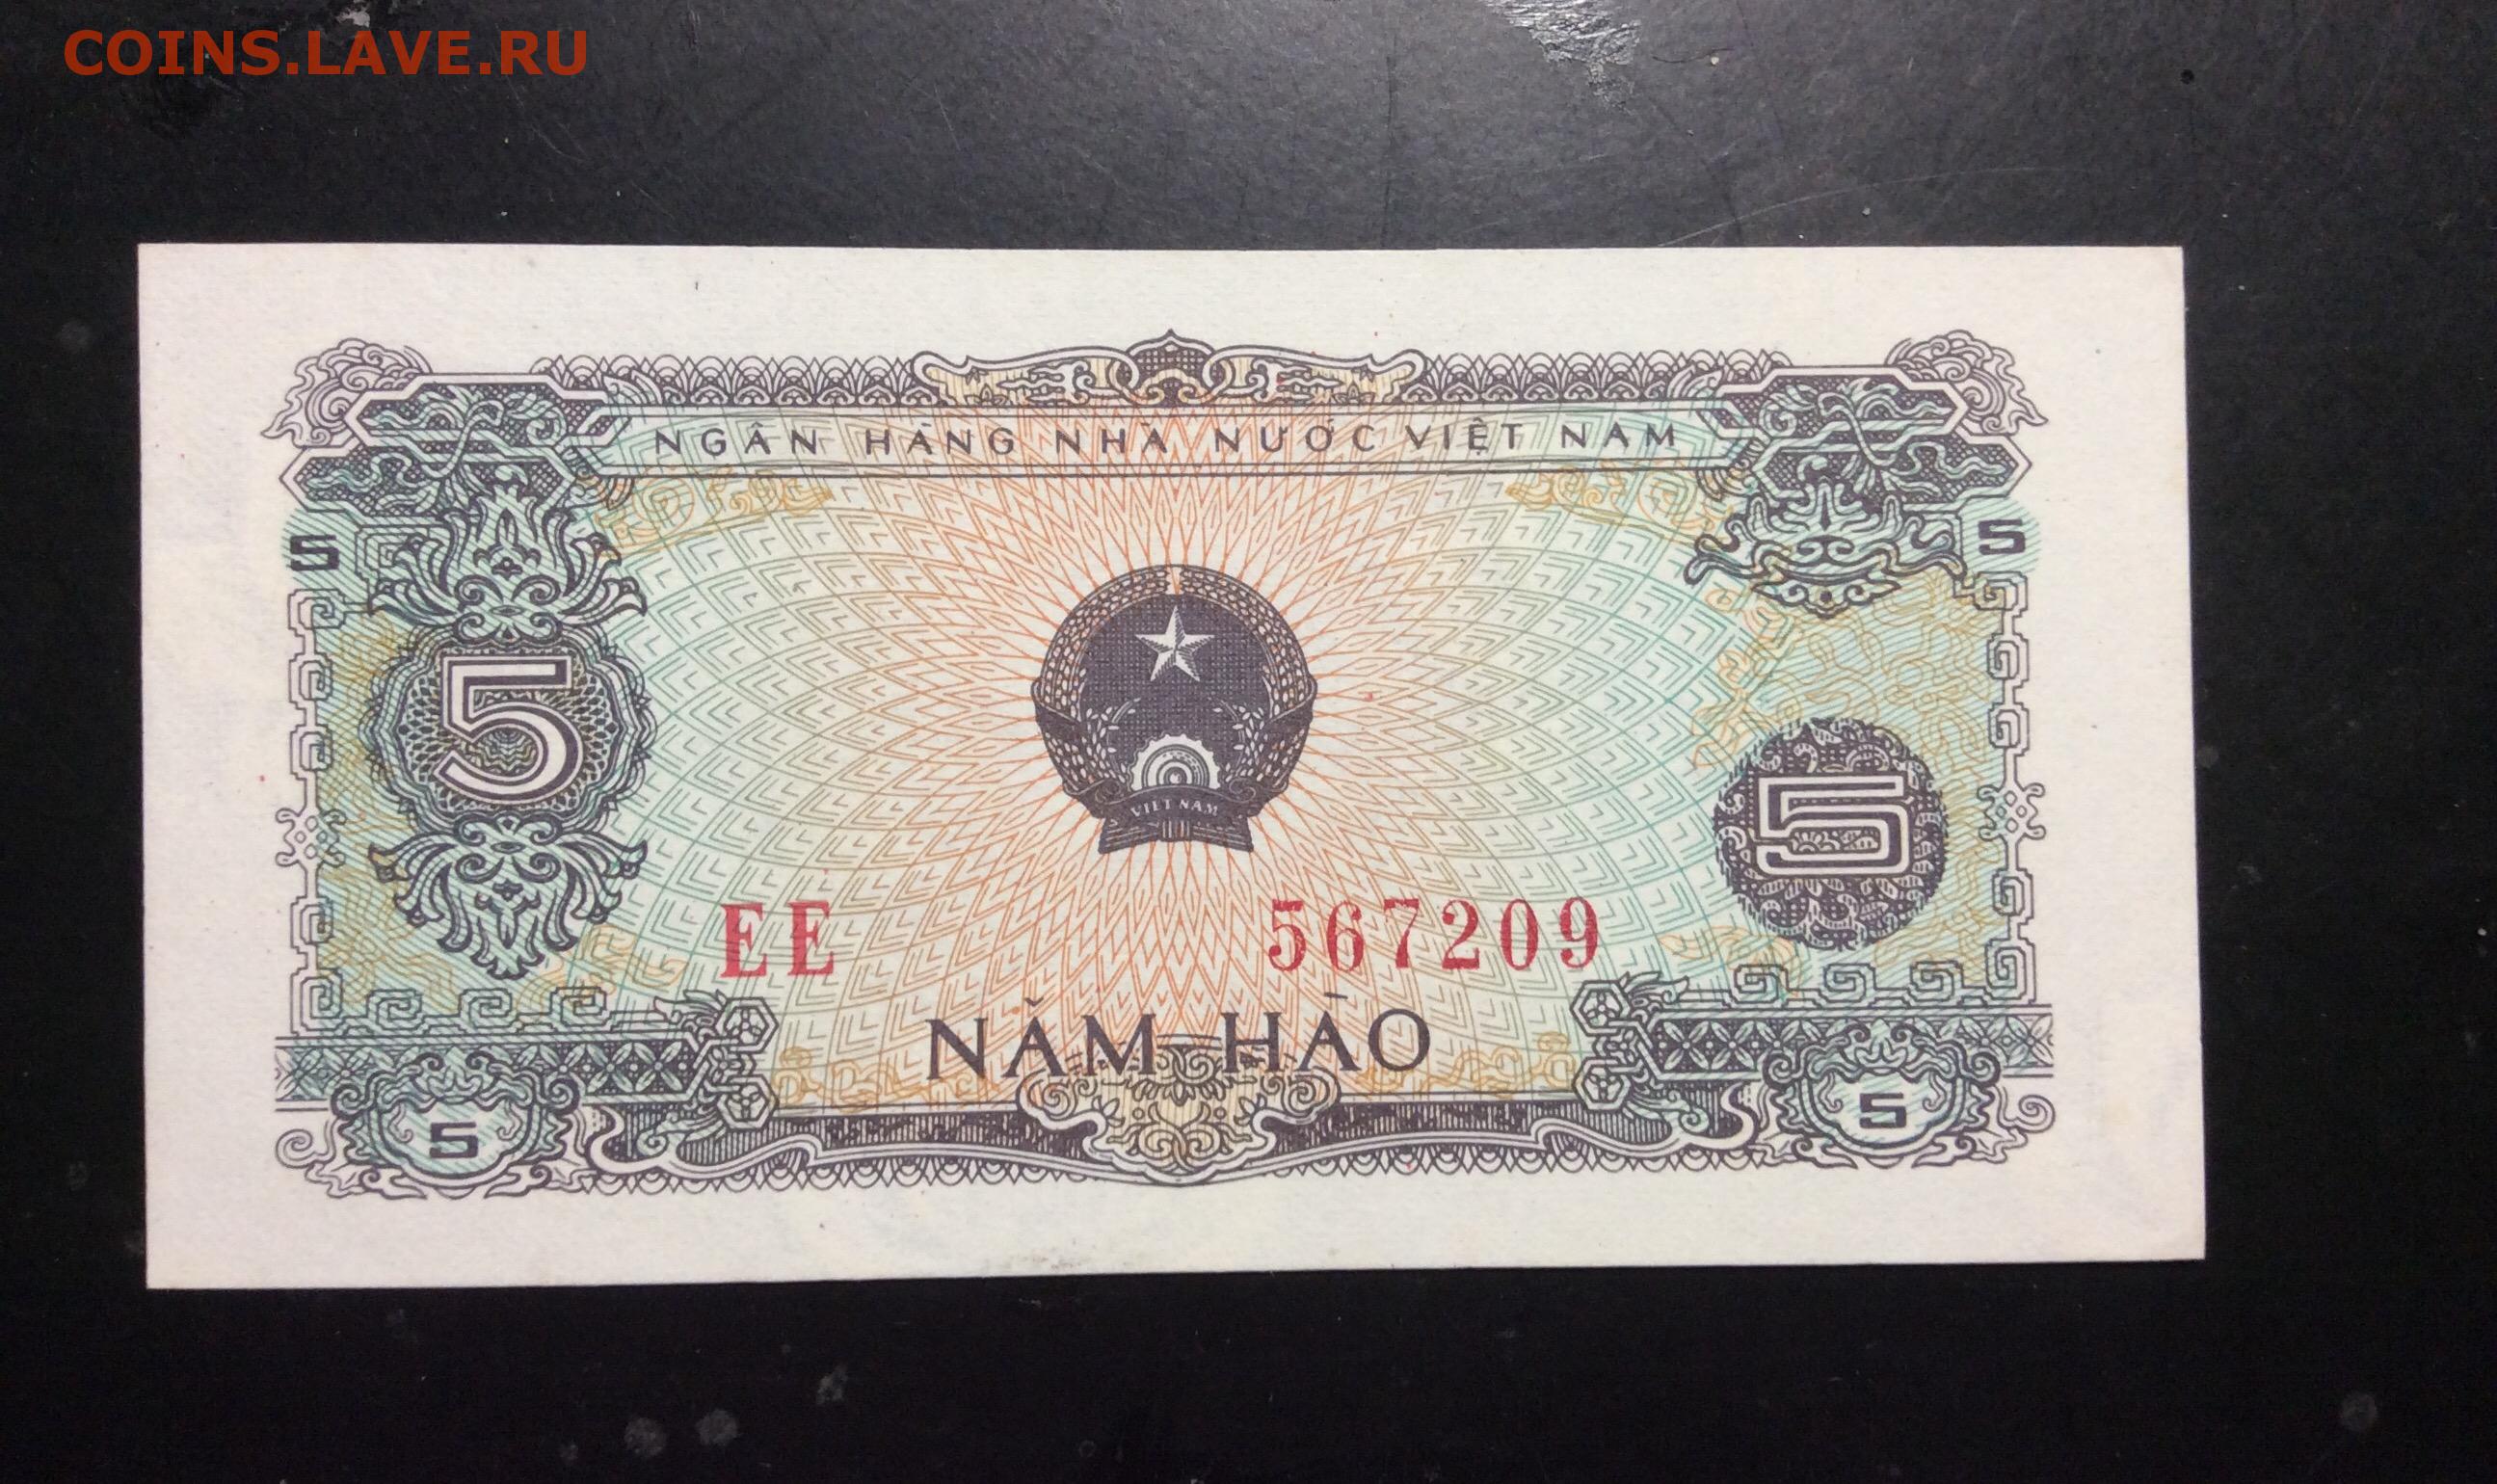 COINS.LAVE.RU
NGÂN HÀNG NHÀ NƯỚC VIỆT NAM
5 5
5
VIET NAM
5
EE 567209
NĂM HÀO
5 5